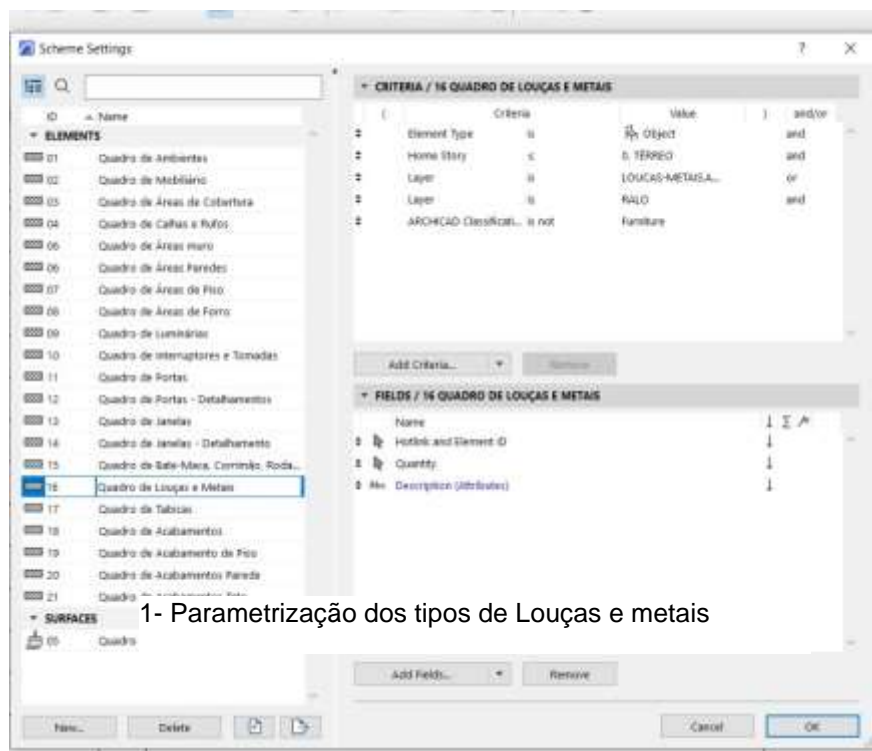 Scheme Settings
? ×
ID Name
ELEMENTS
01 Quadro de Ambientes
02 Quadro de Mobiliário
03 Quadro de Áreas de Cobertura
04 Quadro de Calhas e Rufos
06 Quadro de Áreas muro
06 Quadro de Áreas Paredes
07 Quadro de Áreas de Piso
08 Quadro de Áreas de Forro
09 Quadro de Luminárias
10 Quadro de Interruptores e Tomadas
11 Quadro de Portas
12 Quadro de Portas - Detalhamentos
13 Quadro de Janelas
14 Quadro de Janelas - Detalhamento
15 Quadro de Bate-Maca, Corrimão, Roda...
16 Quadro de Louças e Metais
17 Quadro de Tabicas
18 Quadro de Acabamentos
19 Quadro de Acabamento de Piso
20 Quadro de Acabamentos Parede
21 Quadro
SURFACES
05 Quadro
New... Delete
CRITERIA / 16 QUADRO DE LOUÇAS E METAIS
( Criteria Value ) and/or
Element Type is Object and
Home Story ≤ 0. TÉRREO and
Layer is LOUCAS-METAIS.A... or
Layer is RALO and
ARCHICAD Classificati... is not Furniture
Add Criteria... Remove
FIELDS / 16 QUADRO DE LOUÇAS E METAIS
Name
Hotlink and Element ID
Quantity
Abc Description (Attributes)
1- Parametrização dos tipos de Louças e metais
Add Fields... Remove
Cancel OK